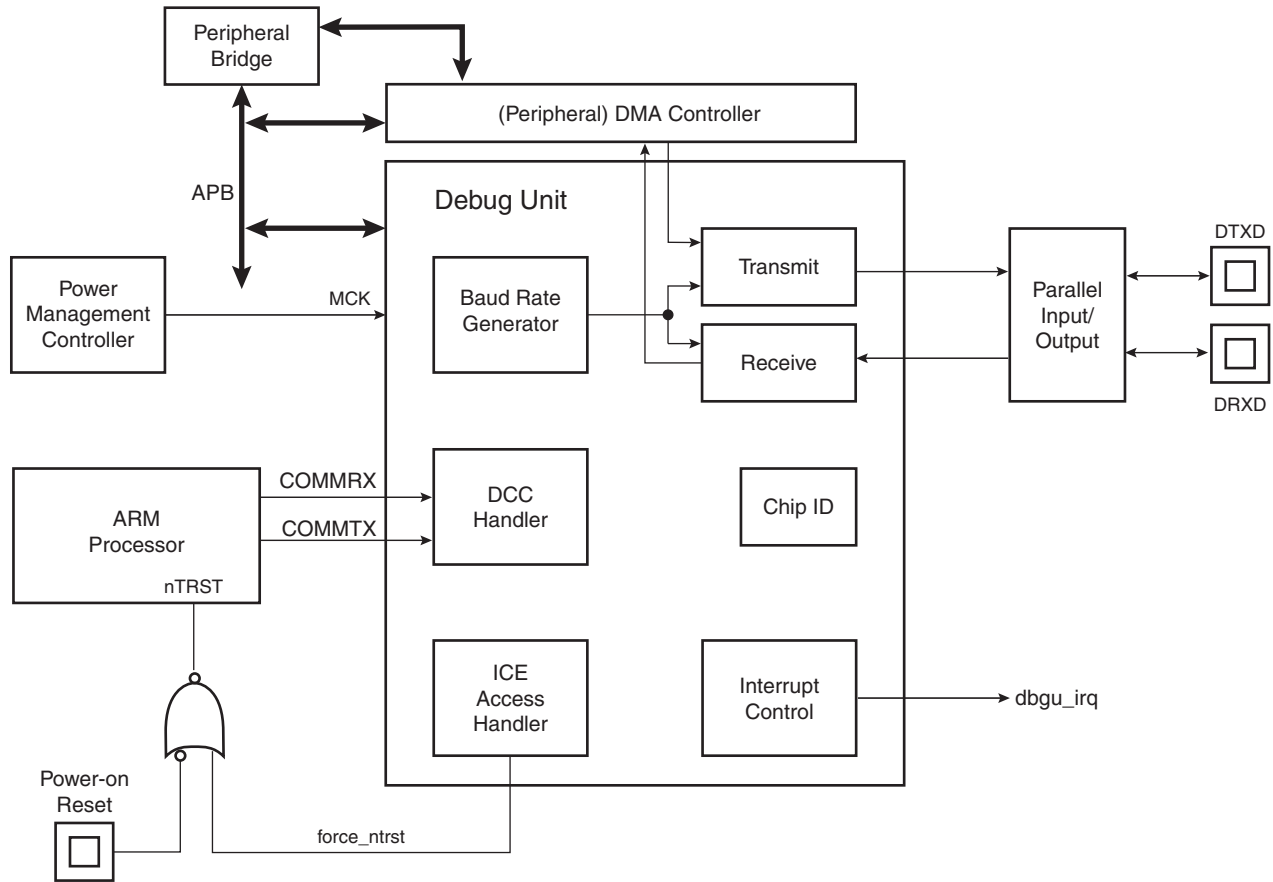 Peripheral
Bridge
(Peripheral) DMA Controller
APB
Debug Unit
Power
Management
Controller
MCK
Baud Rate
Generator
Transmit
Receive
Parallel
Input/
Output
DTXD
DRXD
ARM
Processor
nTRST
COMMRX
COMMTX
DCC
Handler
Chip ID
ICE
Access
Handler
Interrupt
Control
dbgu_irq
Power-on
Reset
force_ntrst